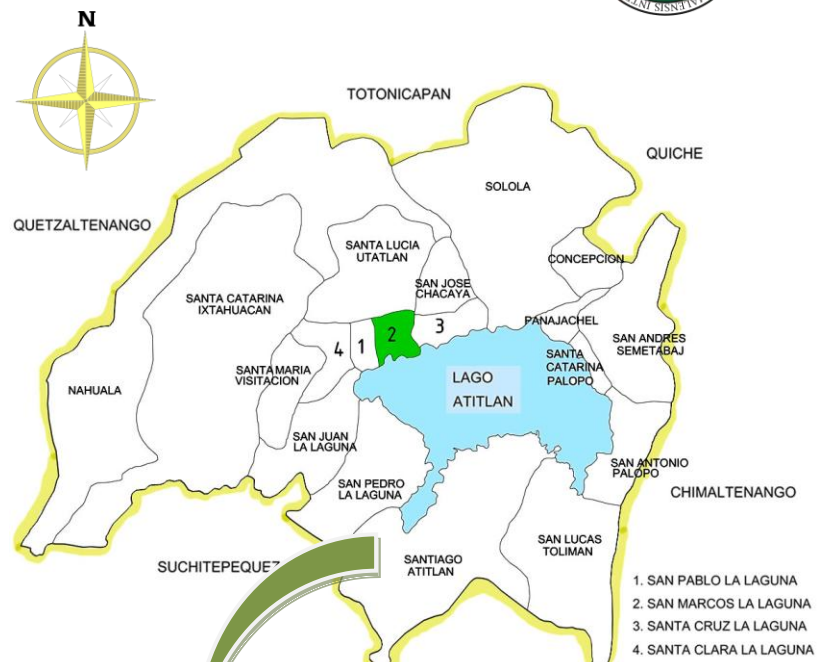 MALENSIS INTE
N
TOTONICAPAN
QUICHE
SOLOLA
QUETZALTENANGO
SANTA LUCIA
UTATLAN
CONCEPCION
SAN JOSE
CHACAYA
SANTA CATARINA
IXTAHUACAN
PANAJACHEL
3
2
1
4
SAN ANDRES
SEMETABAJ
SANTA
CATARINA
PALOPO
SANTA MARIA
VISITACION
LAGO
ATITLAN
NAHUALA
SAN JUAN
LA LAGUNA
SAN ANTONIO
PALOPO
SAN PEDRO
LA LAGUNA
CHIMALTENANGO
SAN LUCAS
TOLIMAN
SUCHITEPEQUEZ
SANTIAGO
ATITLAN
1. SAN PABLO LA LAGUNA
2. SAN MARCOS LA LAGUNA
3. SANTA CRUZ LA LAGUNA
4. SANTA CLARA LA LAGUNA